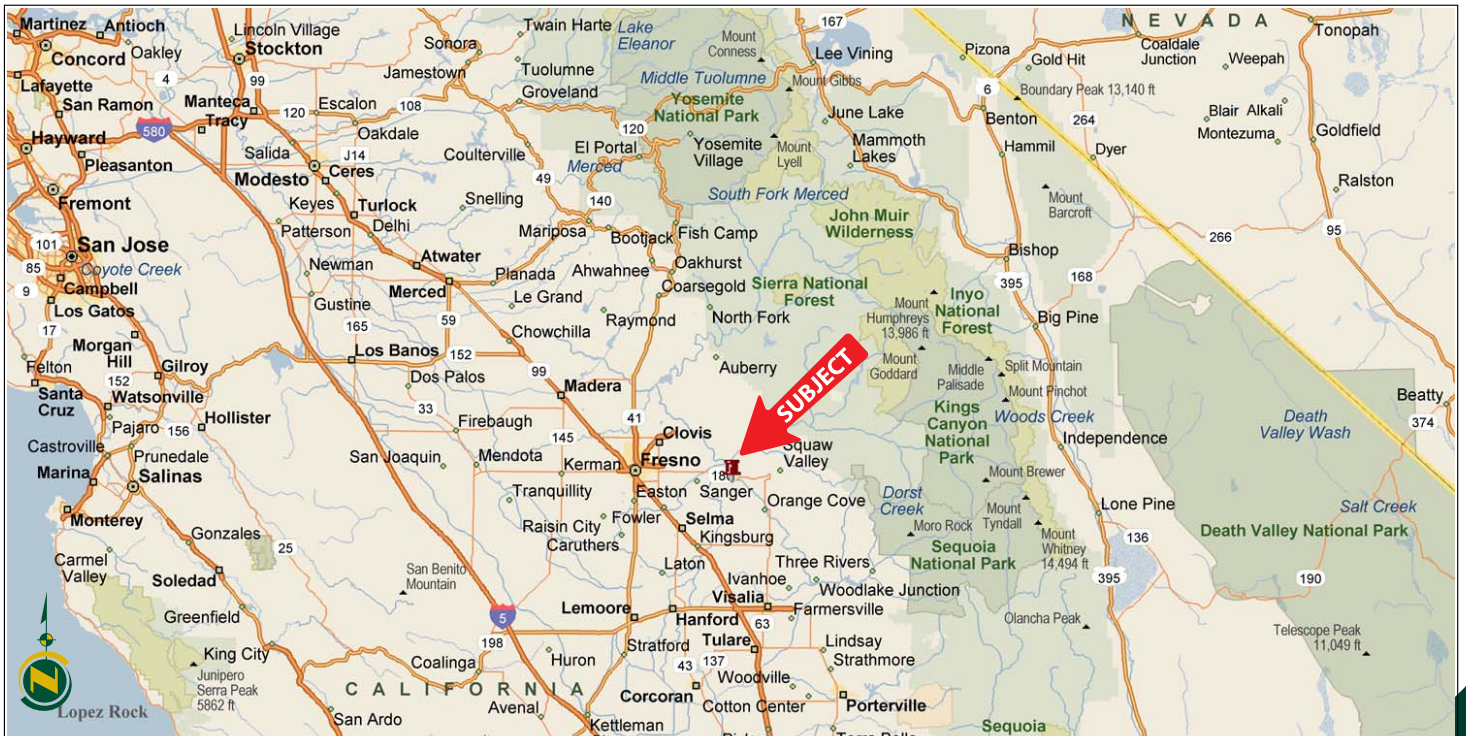 Martinez
Antioch
Lincoln Village
Twin Harte
Lake
Eleanor
Mount
Conness
167
NEVADA
Tonopah
Concord
Oakley
Stockton
Sonora
Lee Vining
Pizona
Gold Hit
Coaldale
Junction
Weepah
Lafayette
4
99
Jamestown
Tuolumne
Middle Tuolumne
Mount Gibbs
6
Boundary Peak 13,140 ft
San Ramon
Manteca
Escalon
108
Groveland
Yosemite
National Park
June Lake
Benton
264
Blair Alkali
Hayward
580
Tracy
120
Oakdale
120
Montezuma
Goldfield
Pleasanton
Salida
J14
Coulterville
El Portal
Yosemite
Village
Mount
Lyell
Mammoth
Lakes
Hammil
Dyer
Modesto
Ceres
Merced
49
South Fork Merced
Ralston
Fremont
Keyes
Turlock
Snelling
140
John Muir
Wilderness
Mount
Barcroft
Patterson
Delhi
Mariposa
Bootjack
Fish Camp
266
95
101
San Jose
Coyote Creek
Newman
Atwater
Planada
Ahwahnee
Oakhurst
Bishop
168
85
Campbell
Merced
Coarsegold
Sierra National
Forest
395
9
Los Gatos
Gustine
Le Grand
Raymond
North Fork
Mount
Humphreys
13,986 ft
Inyo
National
Forest
Big Pine
17
Morgan
Hill
165
59
Chowchilla
Felton
Gilroy
Los Banos
152
99
Auberry
SUBJECT
Mount
Goddard
Middle
Palisade
Split Mountain
Mount Pinchot
Santa
Cruz
152
Watsonville
Dos Palos
Madera
Beatty
Pajaro
156
Hollister
33
Firebaugh
41
Kings
Canyon
National
Park
Woods Creek
Death
Valley Wash
374
Castroville
Prunedale
San Joaquin
Mendota
145
Clovis
Squaw
Valley
Independence
Marina
Salinas
Kerman
Fresno
180
Mount Brewer
Monterey
Tranquillity
Easton
Sanger
Orange Cove
Dorst
Creek
Mount
Tyndall
Lone Pine
Salt Creek
Gonzales
25
Raisin City
Fowler
Selma
Moro Rock
Mount
Whitney
14,494 ft
136
Death Valley National Park
Carmel
Valley
Caruthers
Kingsburg
Sequoia
National Park
Soledad
San Benito
Mountain
Laton
Three Rivers
395
190
Greenfield
5
Lemoore
Ivanhoe
Visalia
Woodlake Junction
Farmersville
Olancha Peak
Telescope Peak
11,049 ft
King City
198
Hanford
63
N
Junipero
Serra Peak
5862 ft
Coalinga
Huron
Stratford
Tulare
Lindsay
Strathmore
CALIFORNIA
43
137
Woodville
Lopez Rock
San Ardo
Avenal
Corcoran
Cotton Center
Porterville
Kettleman
Sequoia